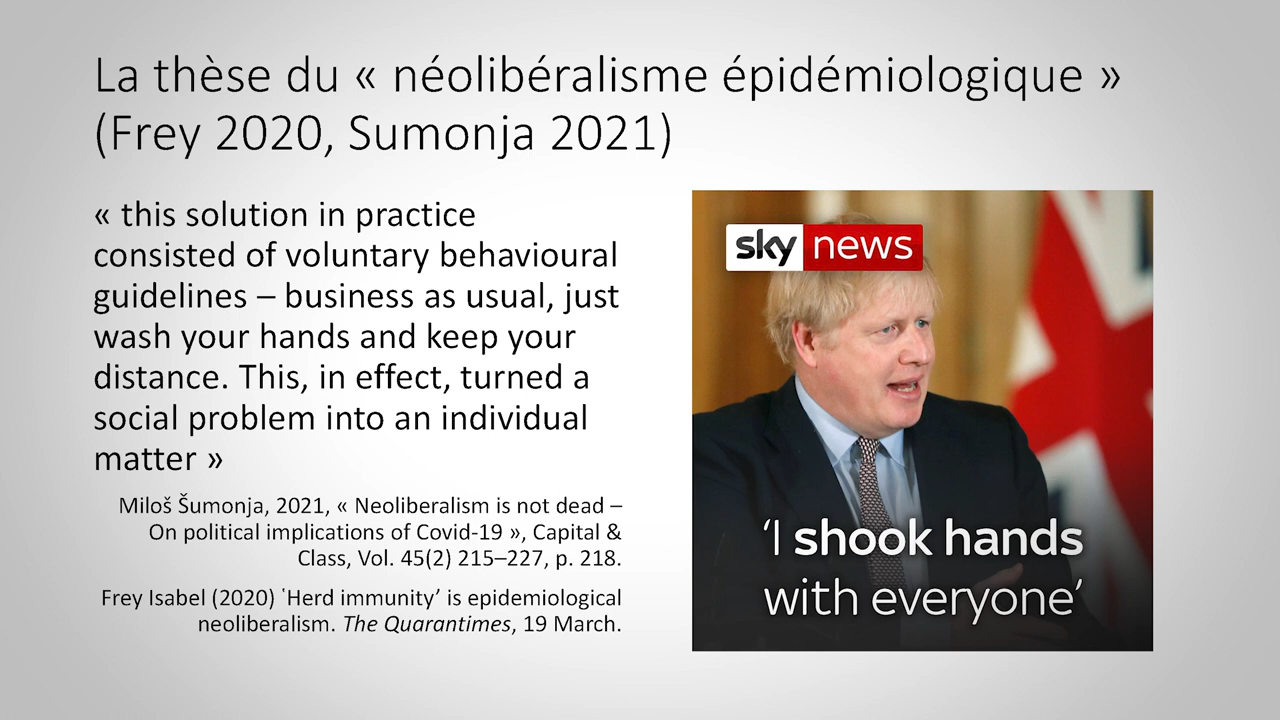 La thèse du « néolibéralisme épidémiologique »
(Frey 2020, Sumonja 2021)
« this solution in practice
consisted of voluntary behavioural
guidelines – business as usual, just
wash your hands and keep your
distance. This, in effect, turned a
social problem into an individual
matter »
Miloš Šumonja, 2021, « Neoliberalism is not dead –
On political implications of Covid-19 », Capital &
Class, Vol. 45(2) 215–227, p. 218.
Frey Isabel (2020) ʽHerd immunity’ is epidemiological
neoliberalism. The Quarantimes, 19 March.
sky news
‘I shook hands
with everyone’